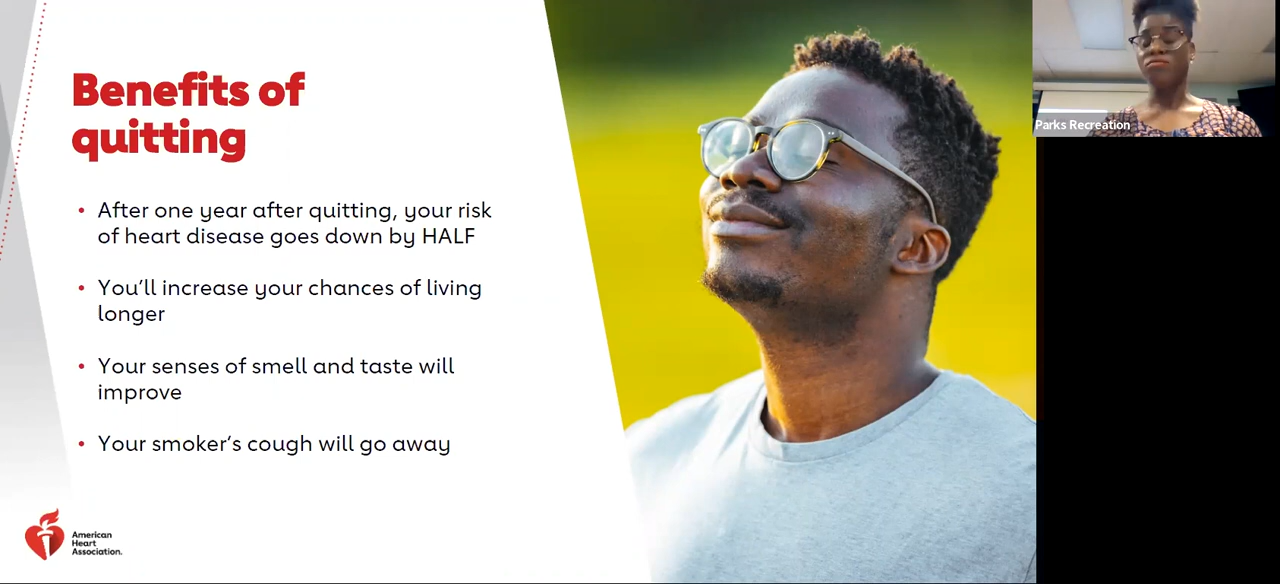 Benefits of
quitting
• After one year after quitting, your risk
of heart disease goes down by HALF
• You'll increase your chances of living
longer
• Your senses of smell and taste will
improve
• Your smoker's cough will go away
American
Heart
Association.
Parks Recreation